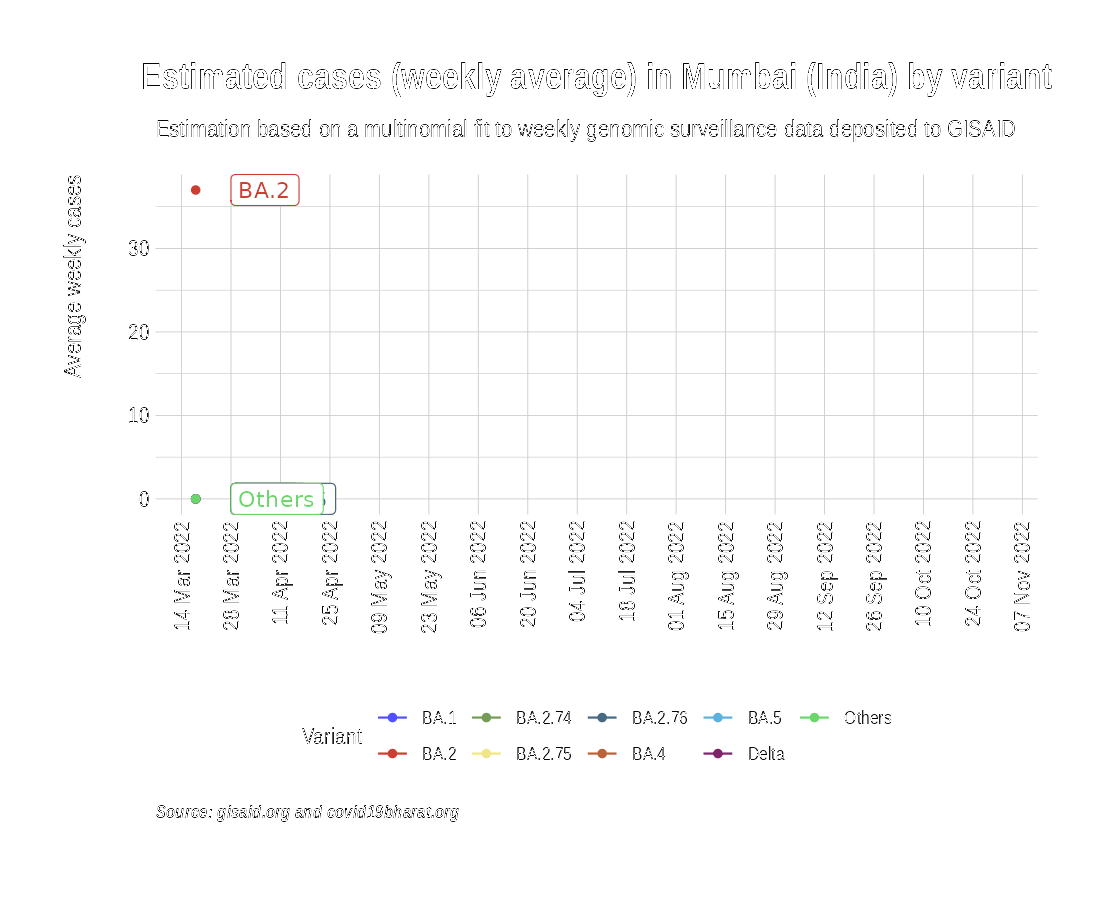 Estimated cases (weekly average) in Mumbai (India) by variant
Estimation based on a multinomial fit to weekly genomic surveillance data deposited to GISAID
Average weekly cases
BA.2
30
20
10
0
Others
14 Mar 2022
28 Mar 2022
11 Apr 2022
25 Apr 2022
09 May 2022
23 May 2022
06 Jun 2022
20 Jun 2022
04 Jul 2022
18 Jul 2022
01 Aug 2022
15 Aug 2022
29 Aug 2022
12 Sep 2022
26 Sep 2022
10 Oct 2022
24 Oct 2022
07 Nov 2022
Variant
BA.1 BA.2.74 BA.2.76 BA.5 Others
BA.2 BA.2.75 BA.4 Delta
Source: gisaid.org and covid19bharat.org